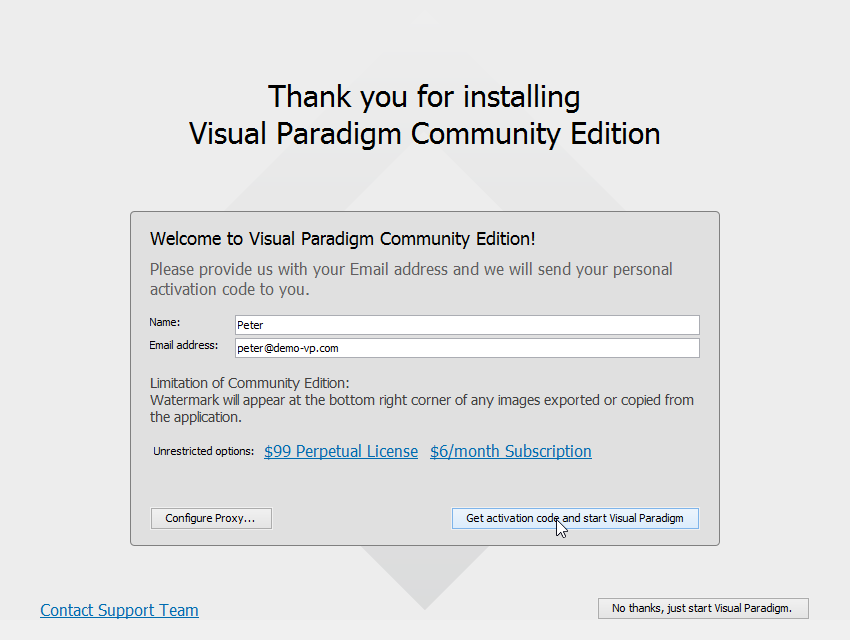 Thank you for installing
Visual Paradigm Community Edition
Welcome to Visual Paradigm Community Edition!
Please provide us with your Email address and we will send your personal
activation code to you.
Name: Peter
Email address: peter@demo-vp.com
Limitation of Community Edition:
Watermark will appear at the bottom right corner of any images exported or copied from
the application.
Unrestricted options: $99 Perpetual License $6/month Subscription
Configure Proxy... Get activation code and start Visual Paradigm
Contact Support Team No thanks, just start Visual Paradigm.